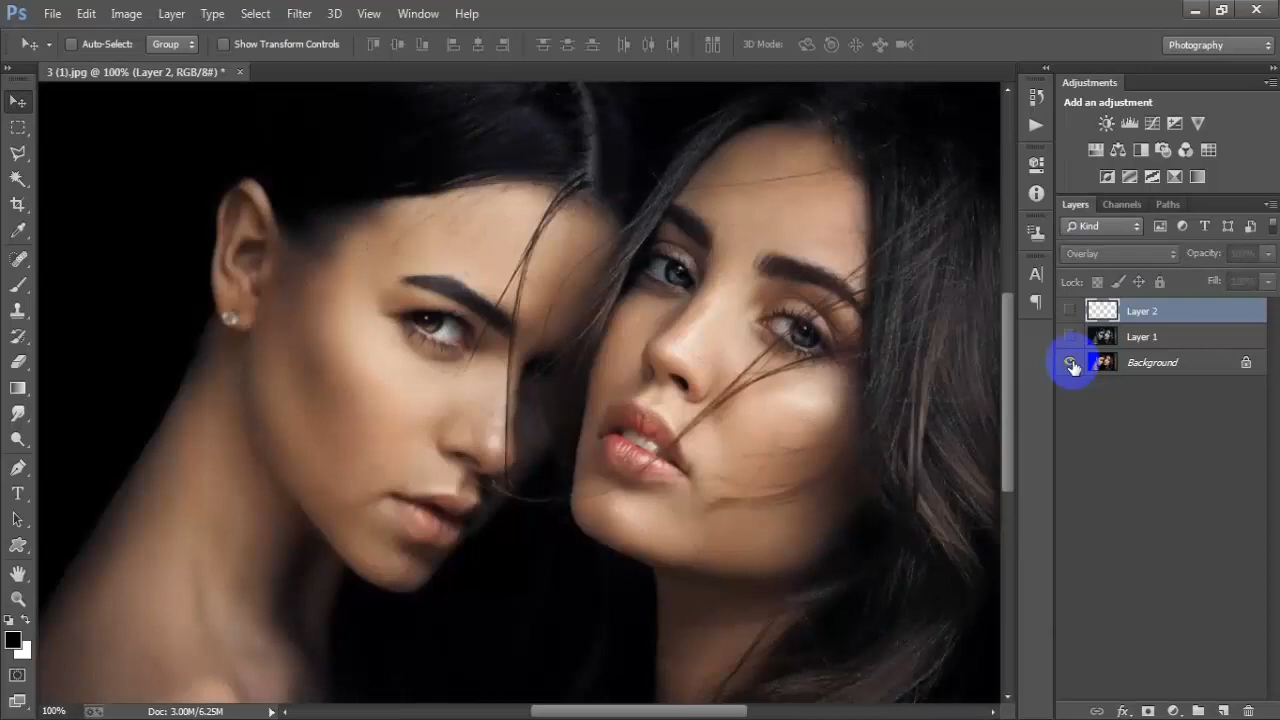 Ps File Edit Image Layer Type Select Filter 3D View Window Help
Auto-Select: Group Show Transform Controls 3D Mode: Photography
3 (1).jpg @ 100% (Layer 2, RGB/8#) * ×
Adjustments
Add an adjustment
Layers Channels Paths
Kind
Overlay Opacity: 100%
Lock: Fill: 100%
Layer 2
Layer 1
Background
100% Doc: 3.00M/6.25M